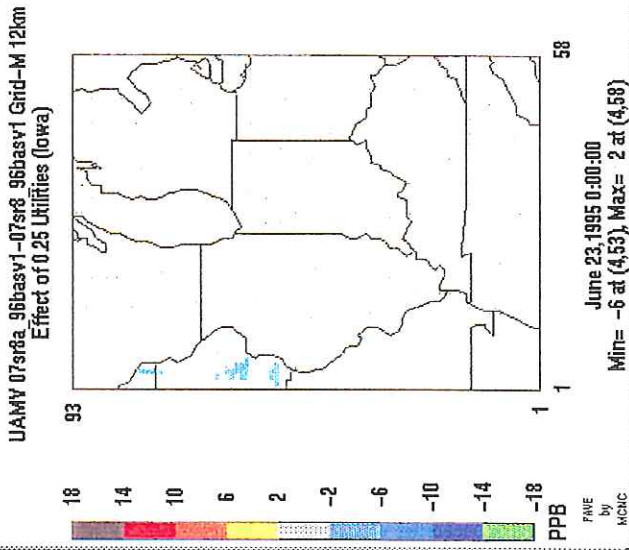 UAMV 07sr8a_96basv1-07sr8_96basv1 Grid-M 12km
Effect of 0.25 Utilities (Iowa)
18
14
10
6
2
-2
-6
-10
-14
-18
PPB
PAVE
by
MCNC
93
1
1
58
June 23,1995 0:00:00
Min= -6 at (4,53), Max= 2 at (4,58)